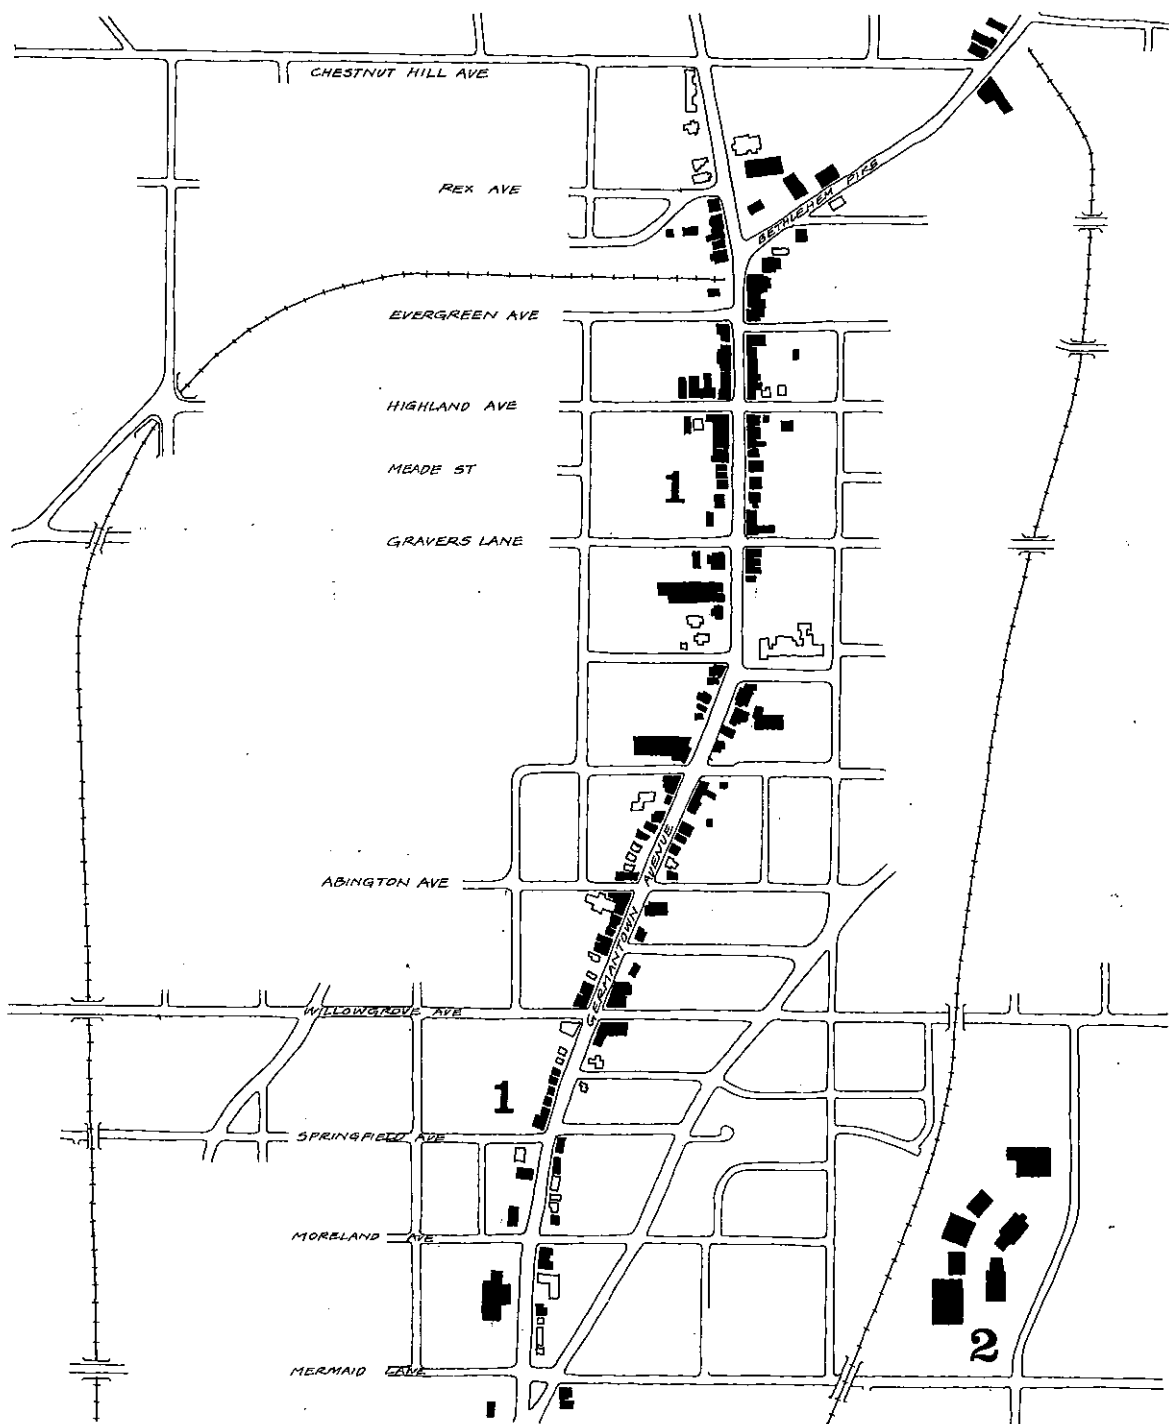 CHESTNUT HILL AVE
REX AVE
BETHLEHEM PIKE
EVERGREEN AVE
HIGHLAND AVE
MEADE ST
1
GRAVERS LANE
GERMANTOWN AVENUE
ABINGTON AVE
WILLOWGROVE AVE
1
SPRINGFIELD AVE
MORELAND AVE
2
MERMAID LANE